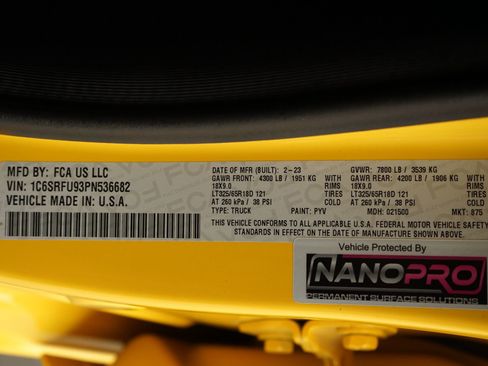 MFD BY: FCA US LLC
VIN: 1C6SRFU93PN536682
VEHICLE MADE IN: U.S.A.
DATE OF MFR (BUILT): 2-23
GVWR: 7800 LB / 3539 KG
GAWR FRONT: 4300 LB / 1951 KG WITH
GAWR REAR: 4200 LB / 1906 KG WITH
18X9.0 RIMS
18X9.0 RIMS
LT325/65R18D 121 TIRES
LT325/65R18D 121 TIRES
AT 260 kPa / 38 PSI
AT 260 kPa / 38 PSI
TYPE: TRUCK PAINT: PYV MDH: 021500 MKT: 875
THIS VEHICLE CONFORMS TO ALL APPLICABLE U.S.A. FEDERAL MOTOR VEHICLE SAFETY
STANDARDS IN EFFECT ON THE DATE OF MANUFACTURE SHOWN ABOVE.
Vehicle Protected By
NANOPRO
PERMANENT SURFACE SOLUTIONS